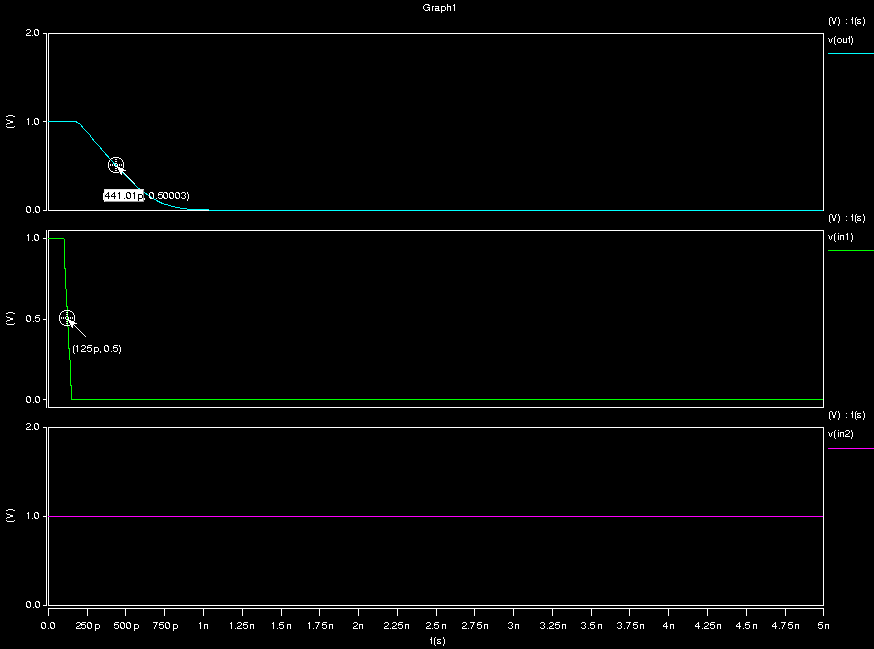 Graph1
(V) : t(s)
v(out)
2.0
1.0
0.0
(V)
(441.01p, 0.50003)
(V) : t(s)
v(in1)
1.0
0.5
0.0
(V)
(125p, 0.5)
(V) : t(s)
v(in2)
2.0
1.0
0.0
(V)
0.0 250p 500p 750p 1n 1.25n 1.5n 1.75n 2n 2.25n 2.5n 2.75n 3n 3.25n 3.5n 3.75n 4n 4.25n 4.5n 4.75n 5n
t(s)